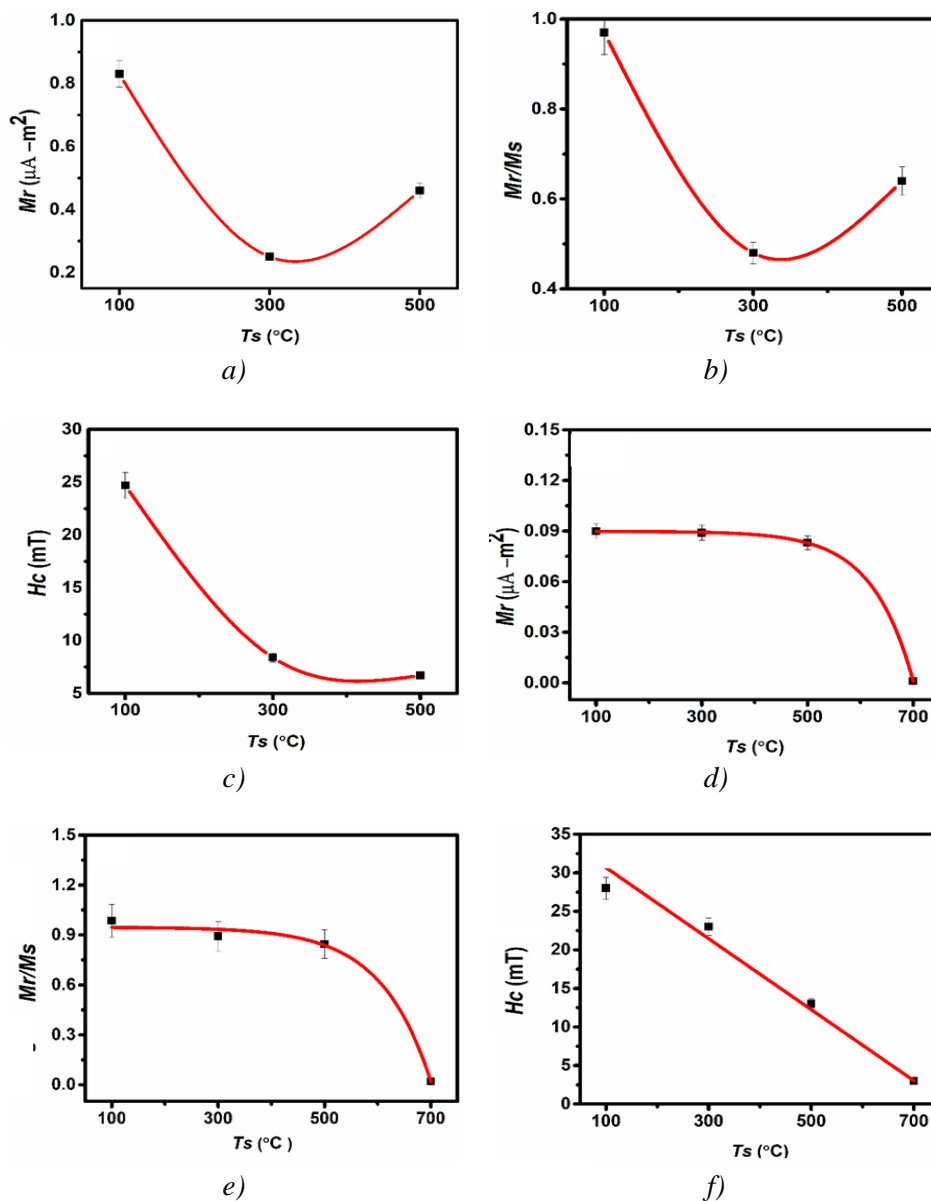 1.0
0.8
0.6
0.4
0.2
Mr (μA –m²)
100 300 500
Ts (°C)
a)
1.0
0.8
0.6
0.4
Mr/Ms
100 300 500
Ts (°C)
b)
30
25
20
15
10
5
Hc (mT)
100 300 500
Ts (°C)
c)
0.15
0.12
0.09
0.06
0.03
0.00
Mr (μA –m²)
100 300 500 700
Ts (°C)
d)
1.5
1.2
0.9
0.6
0.3
0.0
Mr/Ms
100 300 500 700
Ts (°C )
e)
35
30
25
20
15
10
5
0
Hc (mT)
100 300 500 700
Ts (°C)
f)